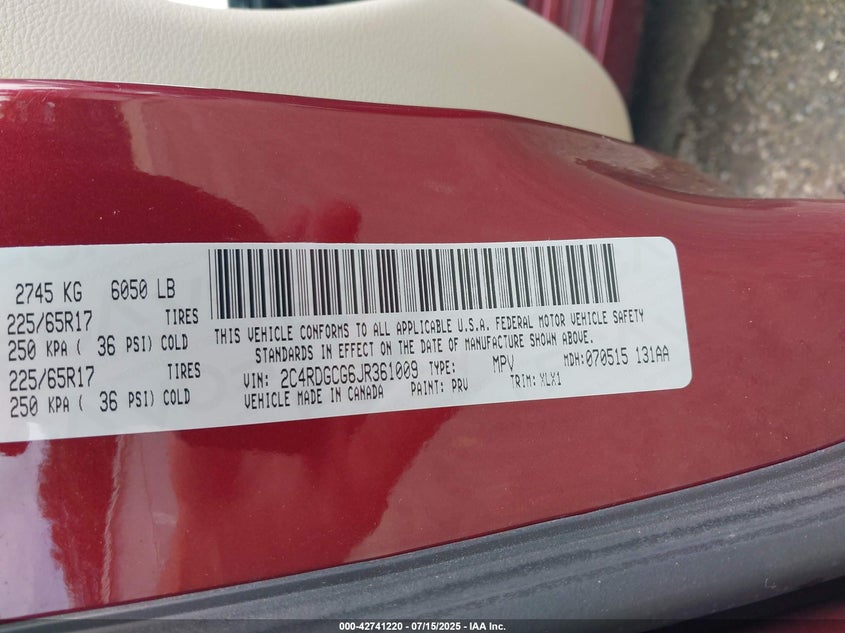 2745 KG 6050 LB
225/65R17 TIRES
250 KPA ( 36 PSI) COLD
225/65R17 TIRES
250 KPA ( 36 PSI) COLD
THIS VEHICLE CONFORMS TO ALL APPLICABLE U.S.A. FEDERAL MOTOR VEHICLE SAFETY
STANDARDS IN EFFECT ON THE DATE OF MANUFACTURE SHOWN ABOVE.
VIN: 2C4RDGCG6JR361009 TYPE: MPV MDH:070515 131AA
VEHICLE MADE IN CANADA PAINT: PRV TRIM: XLX1
000-42741220 - 07/15/2025 - IAA Inc.